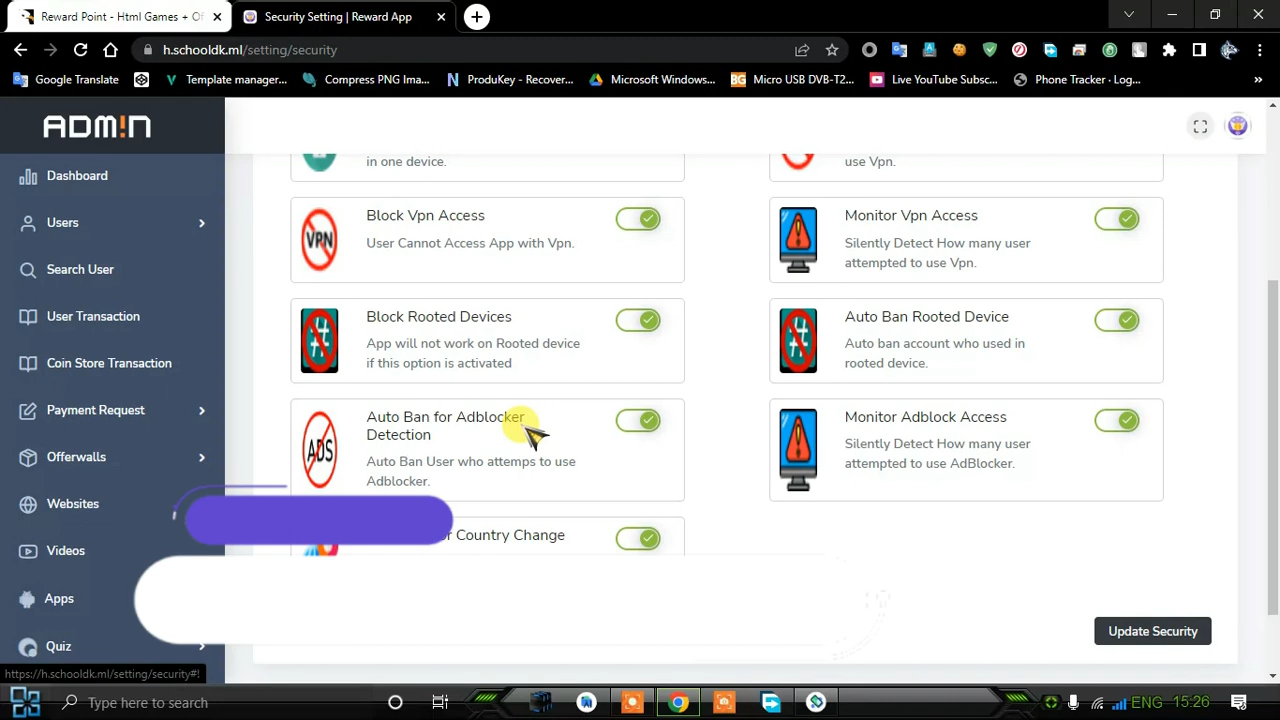 Reward Point - Html Games + Of
Security Setting | Reward App
h.schooldk.ml/setting/security
Google Translate
Template manager...
Compress PNG Ima...
ProduKey - Recover...
Microsoft Windows...
BG
Micro USB DVB-T2...
Live YouTube Subsc...
Phone Tracker · Log...
ADM!N
Dashboard
Users
Search User
User Transaction
Coin Store Transaction
Payment Request
Offerwalls
Websites
Videos
Apps
Quiz
in one device.
use Vpn.
VPN
Block Vpn Access
User Cannot Access App with Vpn.
Monitor Vpn Access
Silently Detect How many user
attempted to use Vpn.
#
Block Rooted Devices
App will not work on Rooted device
if this option is activated
#
Auto Ban Rooted Device
Auto ban account who used in
rooted device.
ADS
Auto Ban for Adblocker
Detection
Auto Ban User who attemps to use
Adblocker.
Monitor Adblock Access
Silently Detect How many user
attempted to use AdBlocker.
Country Change
Update Security
https://h.schooldk.ml/setting/security#!
Type here to search
ENG
15:26